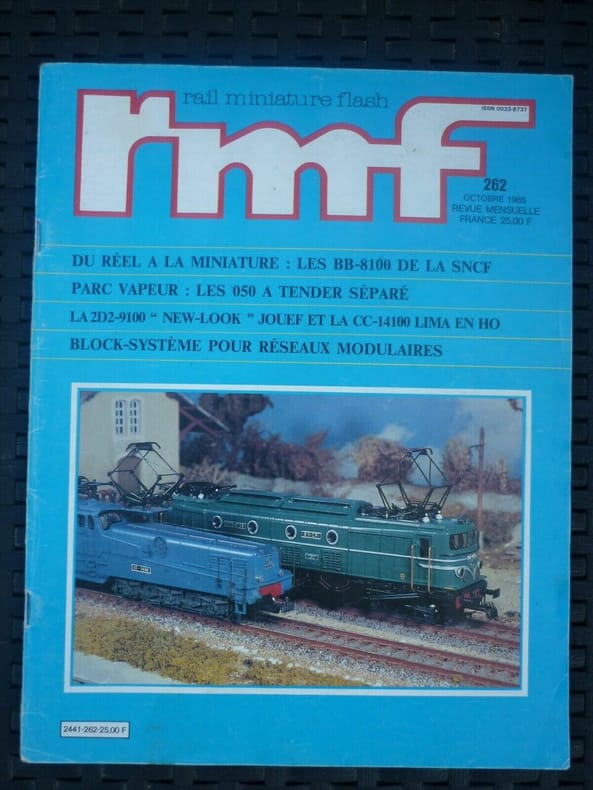 rail miniature flash
ISSN 0033-8737
rmf
262
OCTOBRE 1985
REVUE MENSUELLE
FRANCE 25,00 F
DU RÉEL A LA MINIATURE : LES BB-8100 DE LA SNCF
PARC VAPEUR : LES 050 A TENDER SÉPARÉ
LA 2D2-9100 “ NEW-LOOK ” JOUEF ET LA CC-14100 LIMA EN HO
BLOCK-SYSTÈME POUR RÉSEAUX MODULAIRES
2441-262-25,00 F